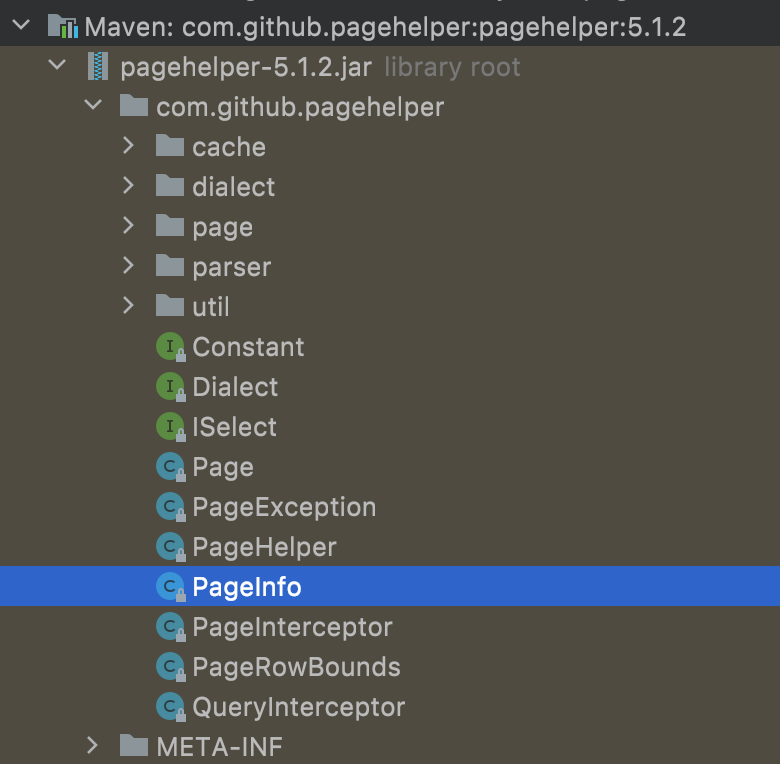 Maven: com.github.pagehelper:pagehelper:5.1.2
pagehelper-5.1.2.jar library root
com.github.pagehelper
cache
dialect
page
parser
util
I Constant
I Dialect
I ISelect
C Page
C PageException
C PageHelper
C PageInfo
C PageInterceptor
C PageRowBounds
C QueryInterceptor
META-INF